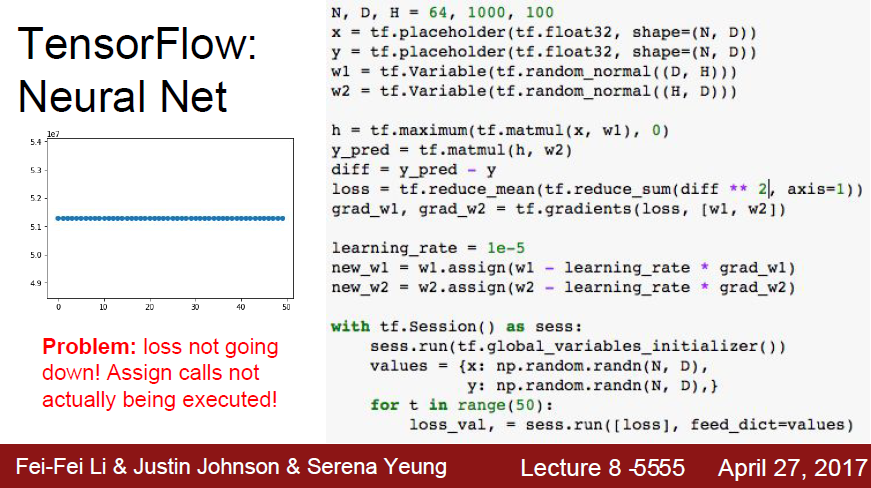 TensorFlow:
Neural Net
1e7
5.4
5.3
5.2
5.1
5.0
4.9
0 10 20 30 40 50
Problem: loss not going
down! Assign calls not
actually being executed!
N, D, H = 64, 1000, 100
x = tf.placeholder(tf.float32, shape=(N, D))
y = tf.placeholder(tf.float32, shape=(N, D))
w1 = tf.Variable(tf.random_normal((D, H)))
w2 = tf.Variable(tf.random_normal((H, D)))
h = tf.maximum(tf.matmul(x, w1), 0)
y_pred = tf.matmul(h, w2)
diff = y_pred - y
loss = tf.reduce_mean(tf.reduce_sum(diff ** 2, axis=1))
grad_w1, grad_w2 = tf.gradients(loss, [w1, w2])
learning_rate = 1e-5
new_w1 = w1.assign(w1 - learning_rate * grad_w1)
new_w2 = w2.assign(w2 - learning_rate * grad_w2)
with tf.Session() as sess:
    sess.run(tf.global_variables_initializer())
    values = {x: np.random.randn(N, D),
              y: np.random.randn(N, D),}
    for t in range(50):
        loss_val, = sess.run([loss], feed_dict=values)
Fei-Fei Li & Justin Johnson & Serena Yeung Lecture 8 -5555 April 27, 2017